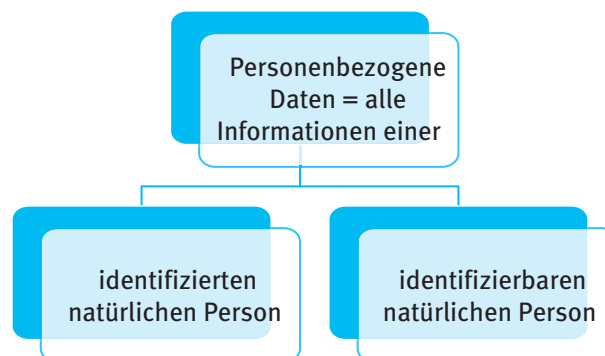 Personenbezogene
Daten = alle
Informationen einer
identifizierten
natürlichen Person
identifizierbaren
natürlichen Person